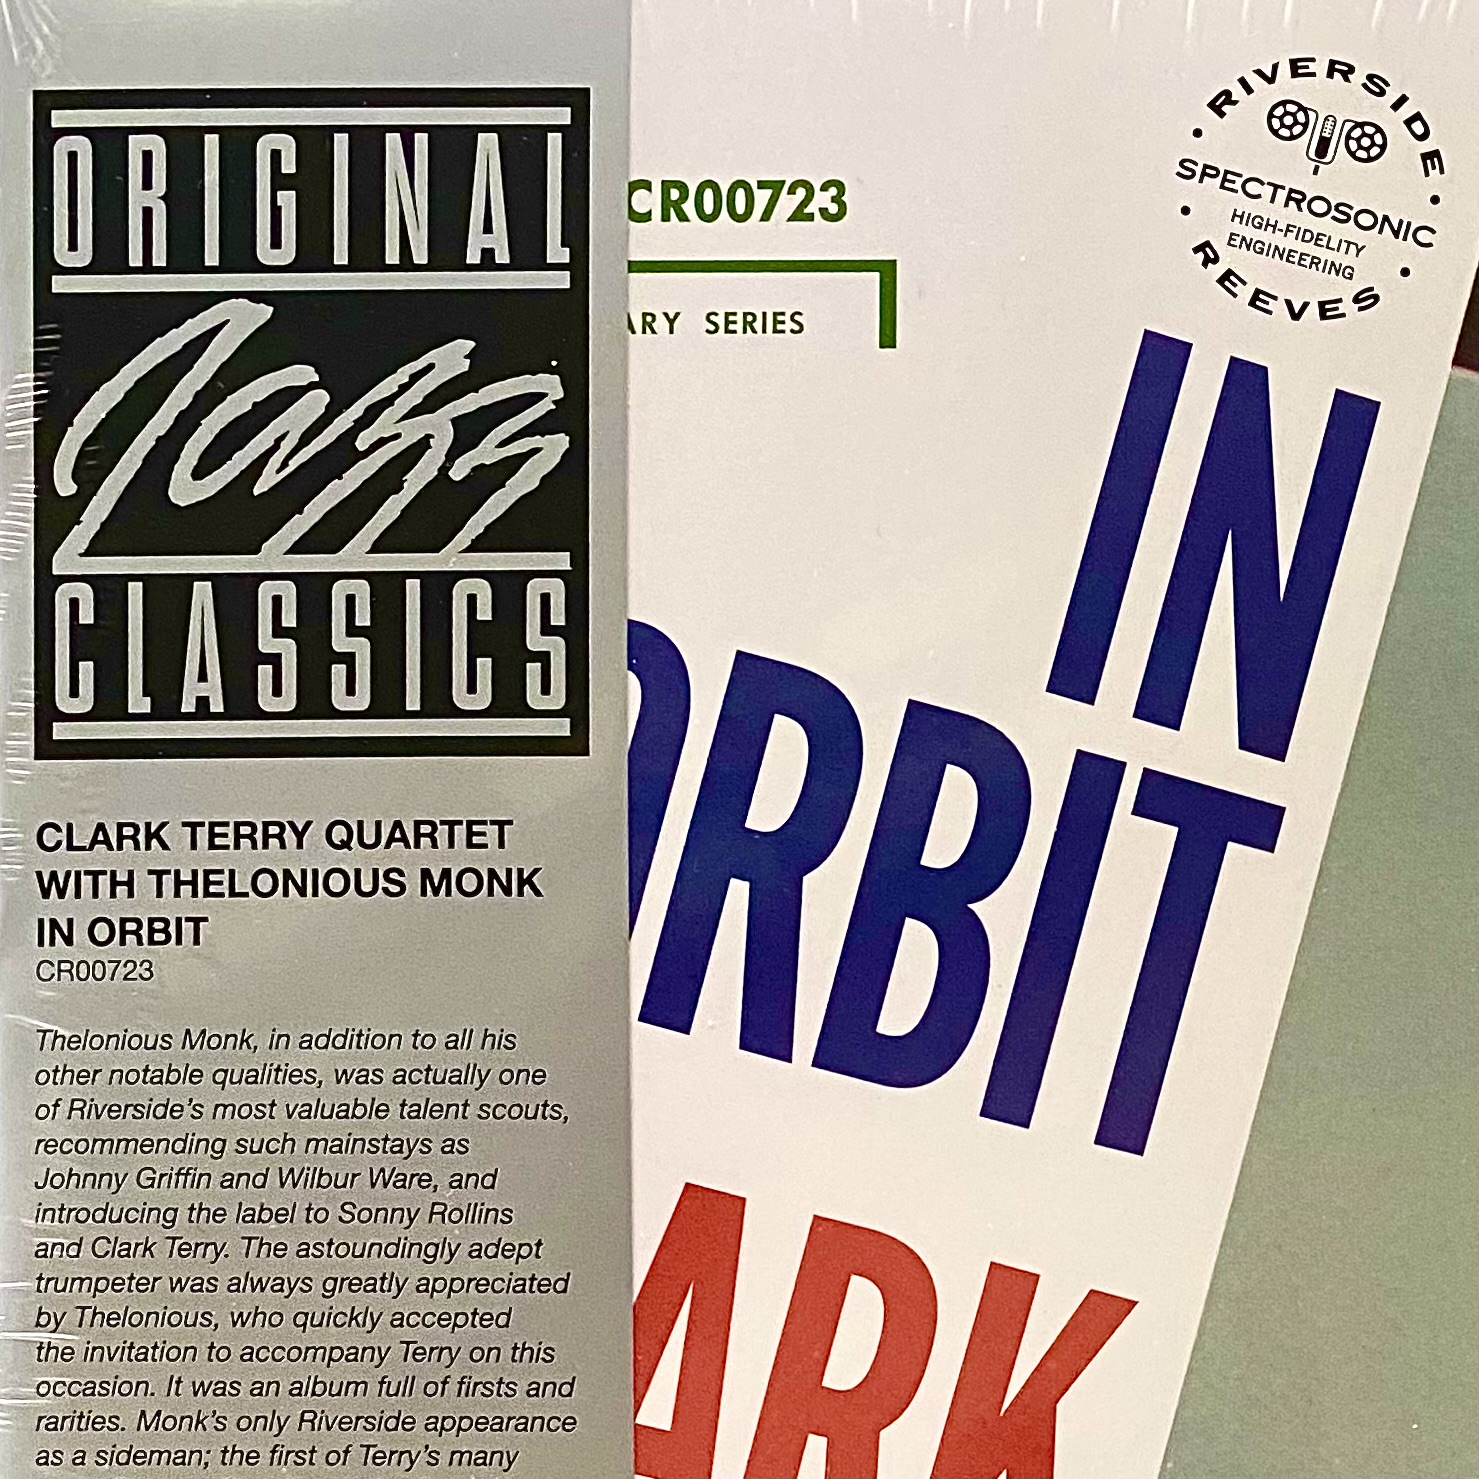 ORIGINAL
Jazz
CLASSICS
CLARK TERRY QUARTET
WITH THELONIOUS MONK
IN ORBIT
CR00723
Thelonious Monk, in addition to all his
other notable qualities, was actually one
of Riverside's most valuable talent scouts,
recommending such mainstays as
Johnny Griffin and Wilbur Ware, and
introducing the label to Sonny Rollins
and Clark Terry. The astoundingly adept
trumpeter was always greatly appreciated
by Thelonious, who quickly accepted
the invitation to accompany Terry on this
occasion. It was an album full of firsts and
rarities. Monk's only Riverside appearance
as a sideman; the first of Terry's many
CR00723
ARY SERIES
RIVERSIDE
SPECTROSONIC
HIGH-FIDELITY
ENGINEERING
REEVES
IN
ORBIT
ARK